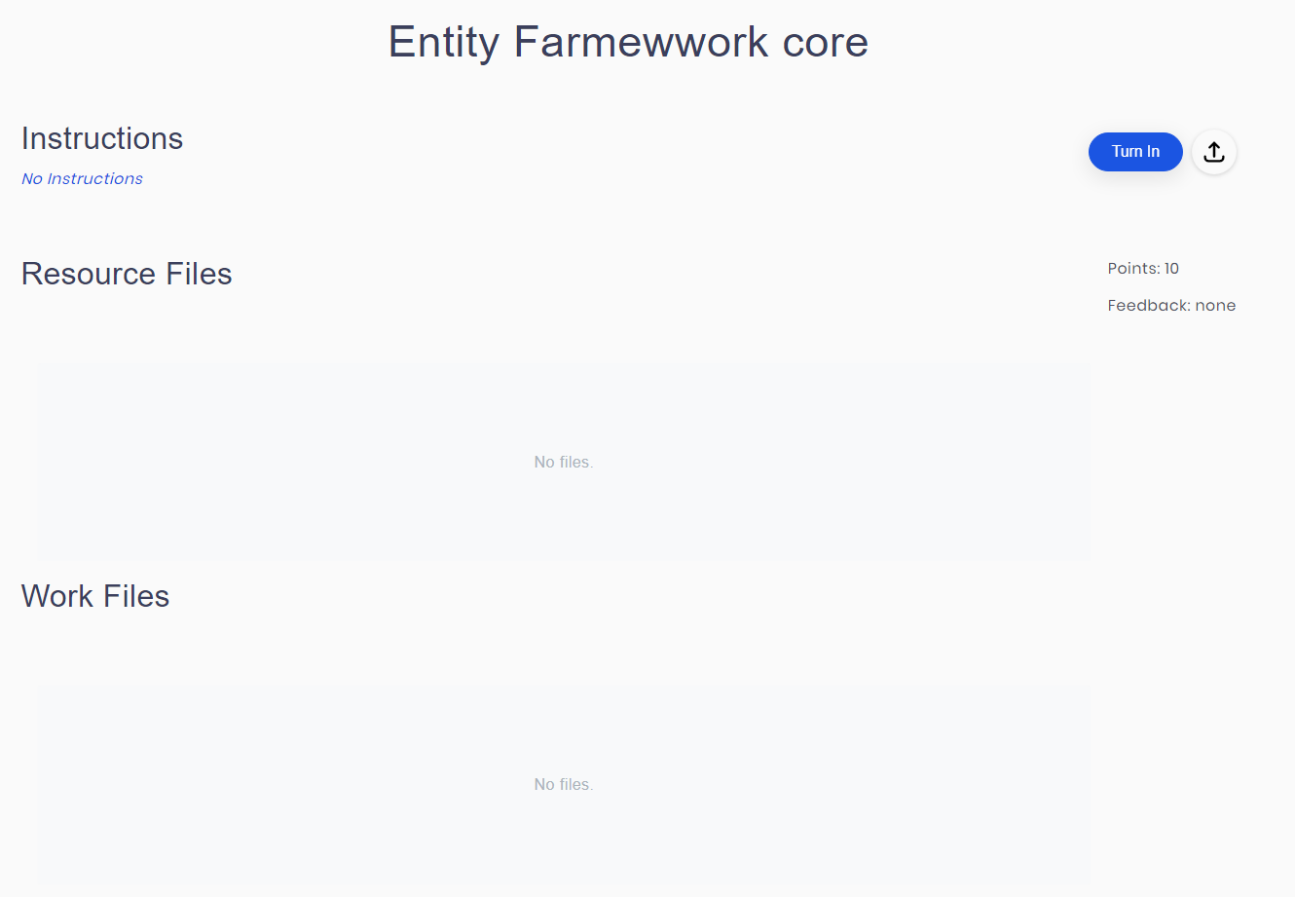 Entity Farmewwork core
Instructions
Turn In
No Instructions
Resource Files
Points: 10
Feedback: none
No files.
Work Files
No files.